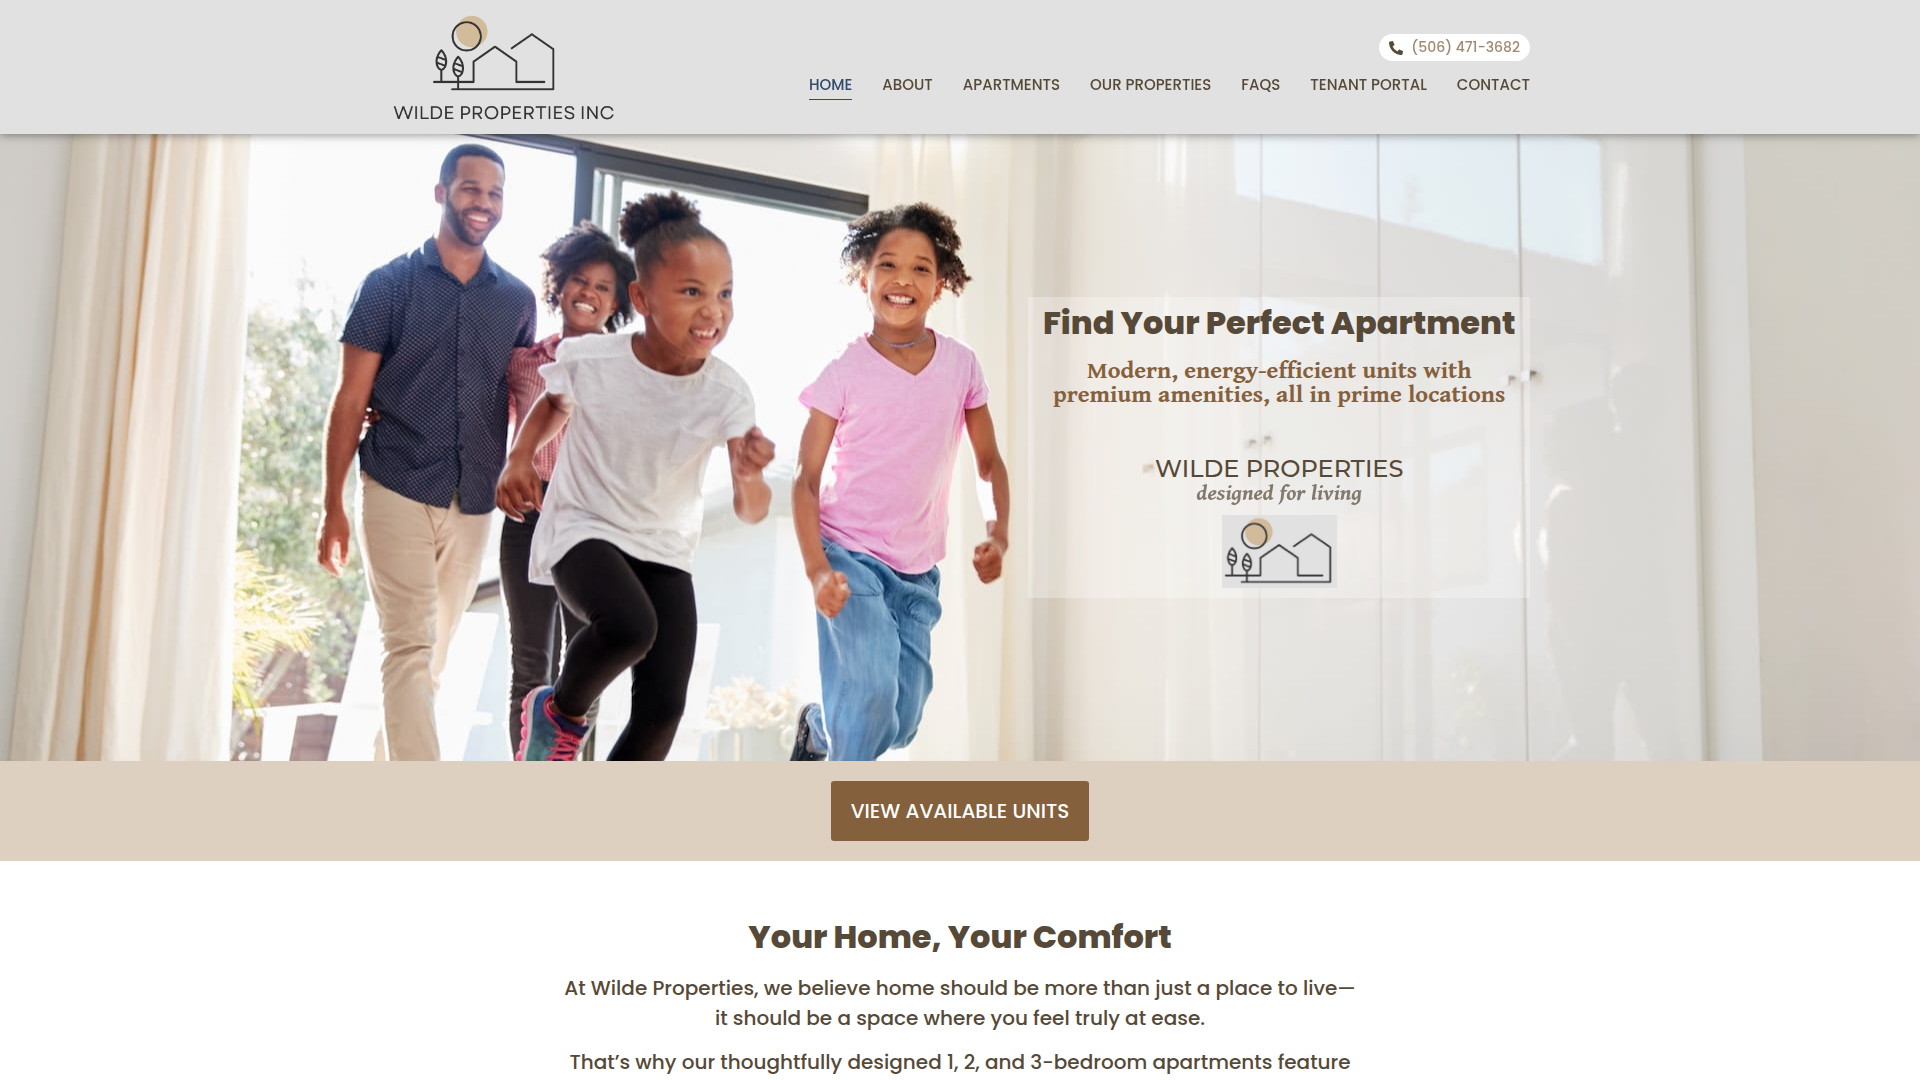 WILDE PROPERTIES INC
(506) 471-3682
HOME ABOUT APARTMENTS OUR PROPERTIES FAQS TENANT PORTAL CONTACT
Find Your Perfect Apartment
Modern, energy-efficient units with
premium amenities, all in prime locations
WILDE PROPERTIES
designed for living
VIEW AVAILABLE UNITS
Your Home, Your Comfort
At Wilde Properties, we believe home should be more than just a place to live—
it should be a space where you feel truly at ease.
That’s why our thoughtfully designed 1, 2, and 3-bedroom apartments feature